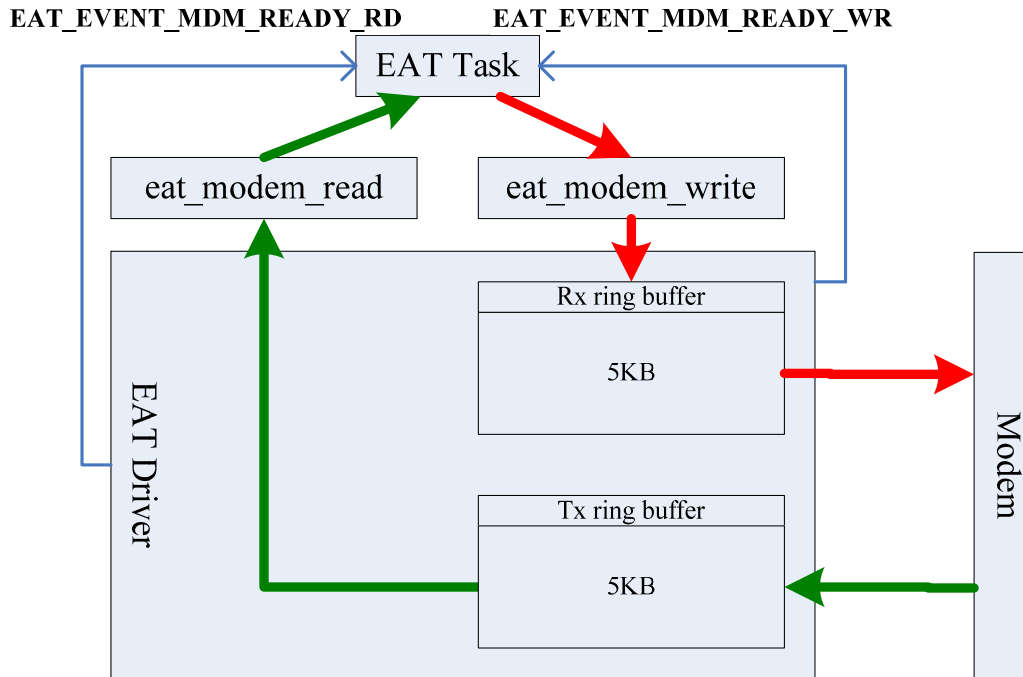 EAT_EVENT_MDM_READY_RD
EAT_EVENT_MDM_READY_WR
EAT Task
eat_modem_read
eat_modem_write
Rx ring buffer
5KB
EAT Driver
Modem
Tx ring buffer
5KB